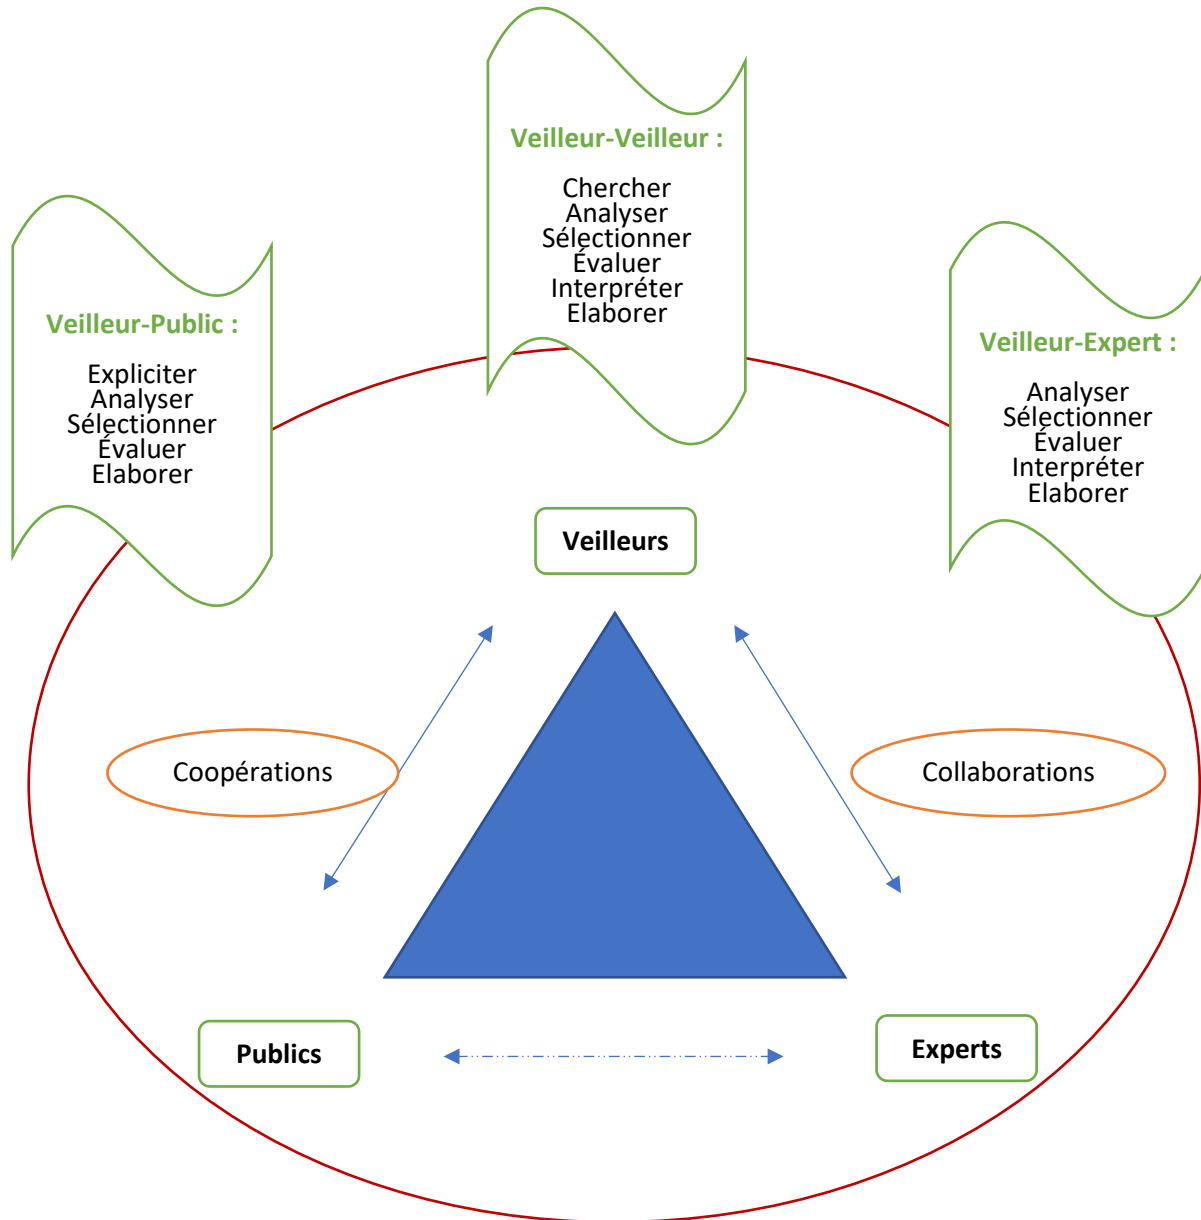 Veilleur-Veilleur :
Chercher
Analyser
Sélectionner
Évaluer
Interpréter
Elaborer
Veilleur-Public :
Expliciter
Analyser
Sélectionner
Évaluer
Elaborer
Veilleur-Expert :
Analyser
Sélectionner
Évaluer
Interpréter
Elaborer
Veilleurs
Coopérations
Collaborations
Publics
Experts